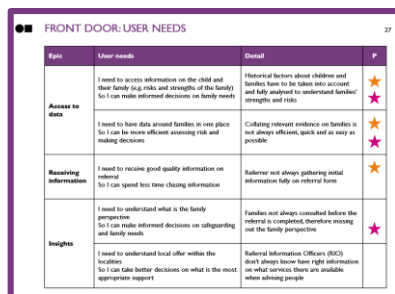 FRONT DOOR: USER NEEDS
27
Epic
User needs
Detail
P
Access to
data
I need to access information on the child and
their family (e.g. risks and strengths of the family)
So I can make informed decisions on family needs
Historical factors about children and
families have to be taken into account
and fully analysed to understand families'
strengths and risks
I need to have data around families in one place
So I can be more efficient assessing risk and
making decisions
Collating relevant evidence on families is
not always efficient, quick and as easy as
possible
Receiving
information
I need to receive good quality information on
referral
So I can spend less time chasing information
Referrer not always gathering initial
information fully on referral form
Insights
I need to understand what is the family
perspective
So I can make informed decisions on safeguarding
and family needs
Families not always consulted before the
referral is completed, therefore missing
out the family perspective
I need to understand local offer within the
localities
So I can take better decisions on what is the most
appropriate support
Referral Information Officers (RIO)
don't always know have right information
on what services there are available
when advising people